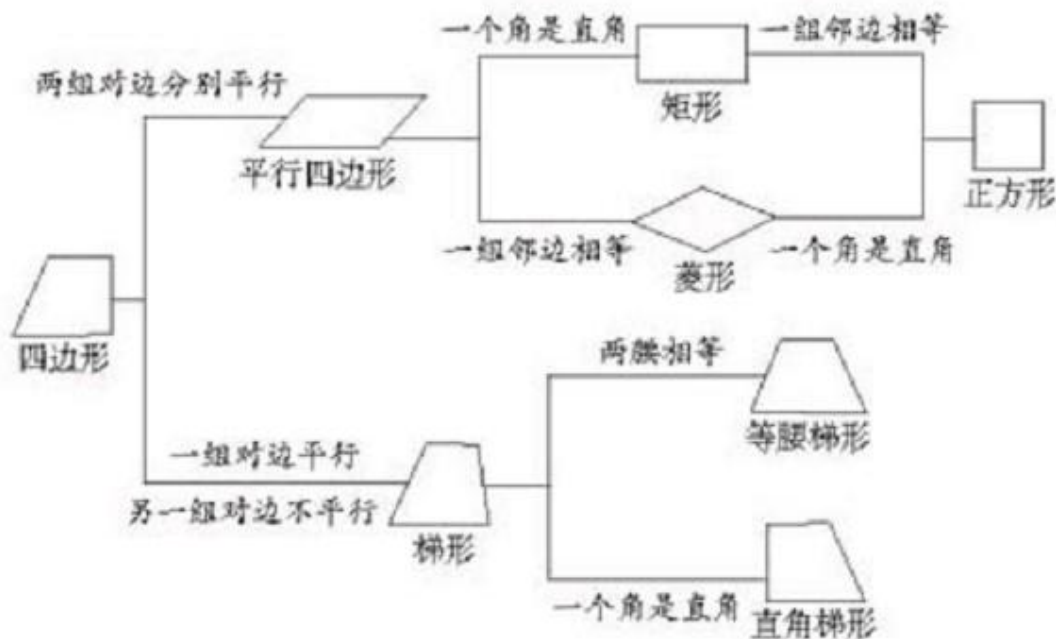 一个角是直角
一组邻边相等
两组对边分别平行
矩形
平行四边形
正方形
一组邻边相等
一个角是直角
菱形
四边形
两腰相等
等腰梯形
一组对边平行
另一组对边不平行
梯形
一个角是直角
直角梯形